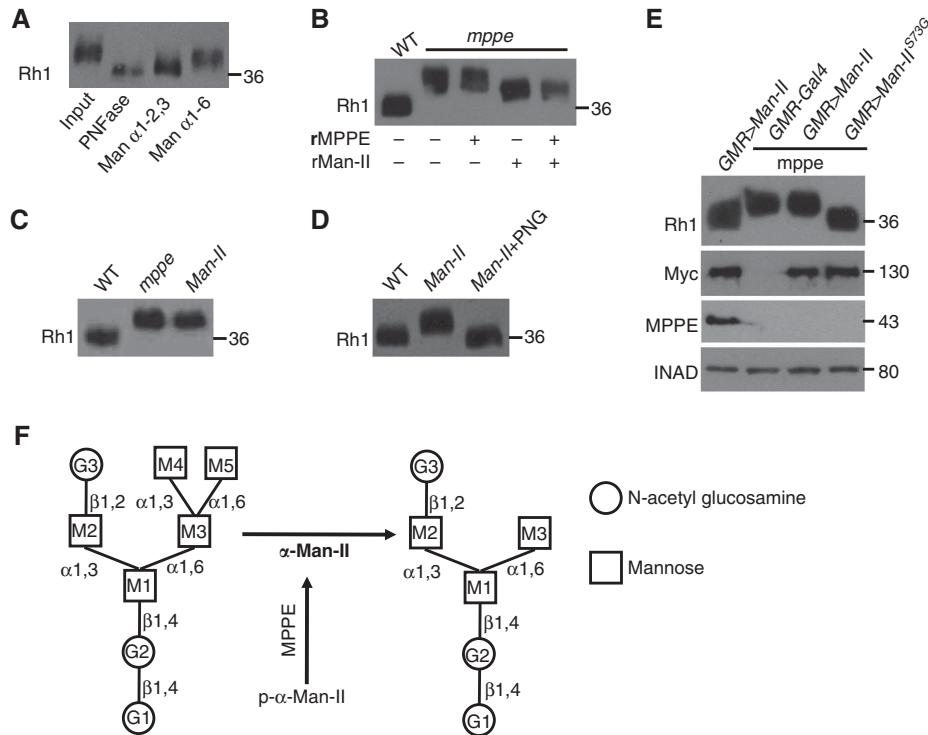 A
Rh1
36
Input
PNFase
Man α1-2,3
Man α1-6
B
WT
mppe
Rh1
36
rMPPE – – + – +
rMan-II – – – + +
C
WT
mppe
Man-II
Rh1
36
D
WT
Man-II
Man-II+PNG
Rh1
36
E
GMR>Man-II
GMR-Gal4
GMR>Man-II
GMR>Man-II^S73G
mppe
Rh1
36
Myc
130
MPPE
43
INAD
80
F
G3
M4
M5
β1,2
α1,3
α1,6
M2
M3
α1,3
α1,6
M1
β1,4
G2
β1,4
G1
α-Man-II
MPPE
p-α-Man-II
G3
β1,2
M2
M3
α1,3
α1,6
M1
β1,4
G2
β1,4
G1
N-acetyl glucosamine
Mannose